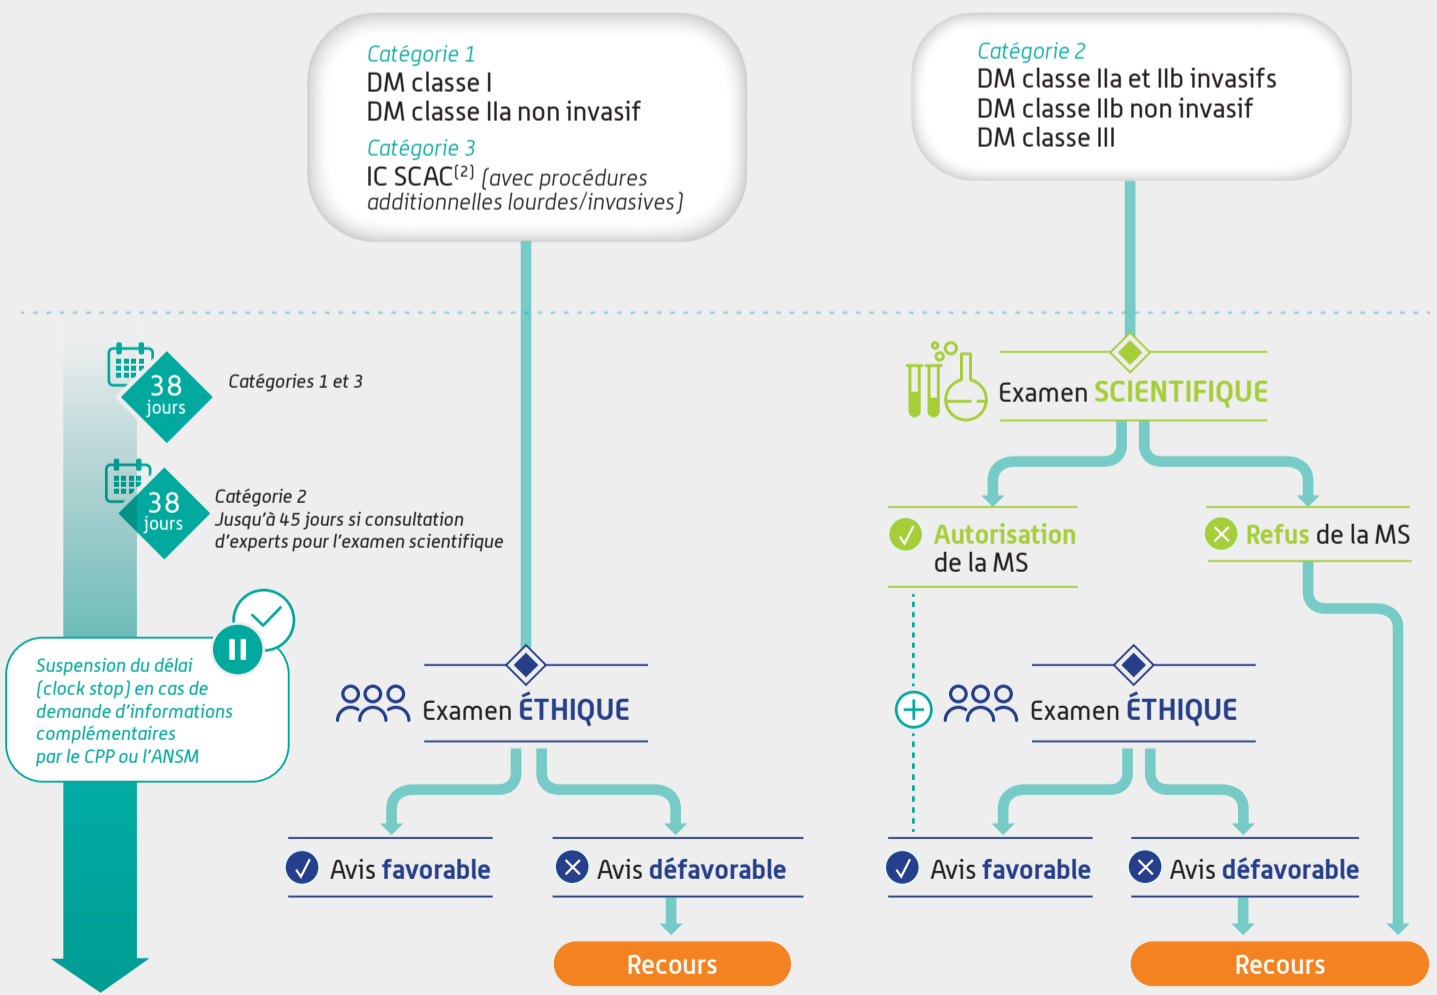 Catégorie 1
DM classe I
DM classe IIa non invasif
Catégorie 3
IC SCAC(2) (avec procédures
additionnelles lourdes/invasives)
Catégorie 2
DM classe IIa et IIb invasifs
DM classe IIb non invasif
DM classe III
38
jours
Catégories 1 et 3
38
jours
Catégorie 2
Jusqu'à 45 jours si consultation
d'experts pour l'examen scientifique
Suspension du délai
(clock stop) en cas de
demande d'informations
complémentaires
par le CPP ou l'ANSM
Examen ÉTHIQUE
Avis favorable
Avis défavorable
Recours
Examen SCIENTIFIQUE
Autorisation
de la MS
Refus de la MS
Examen ÉTHIQUE
Avis favorable
Avis défavorable
Recours